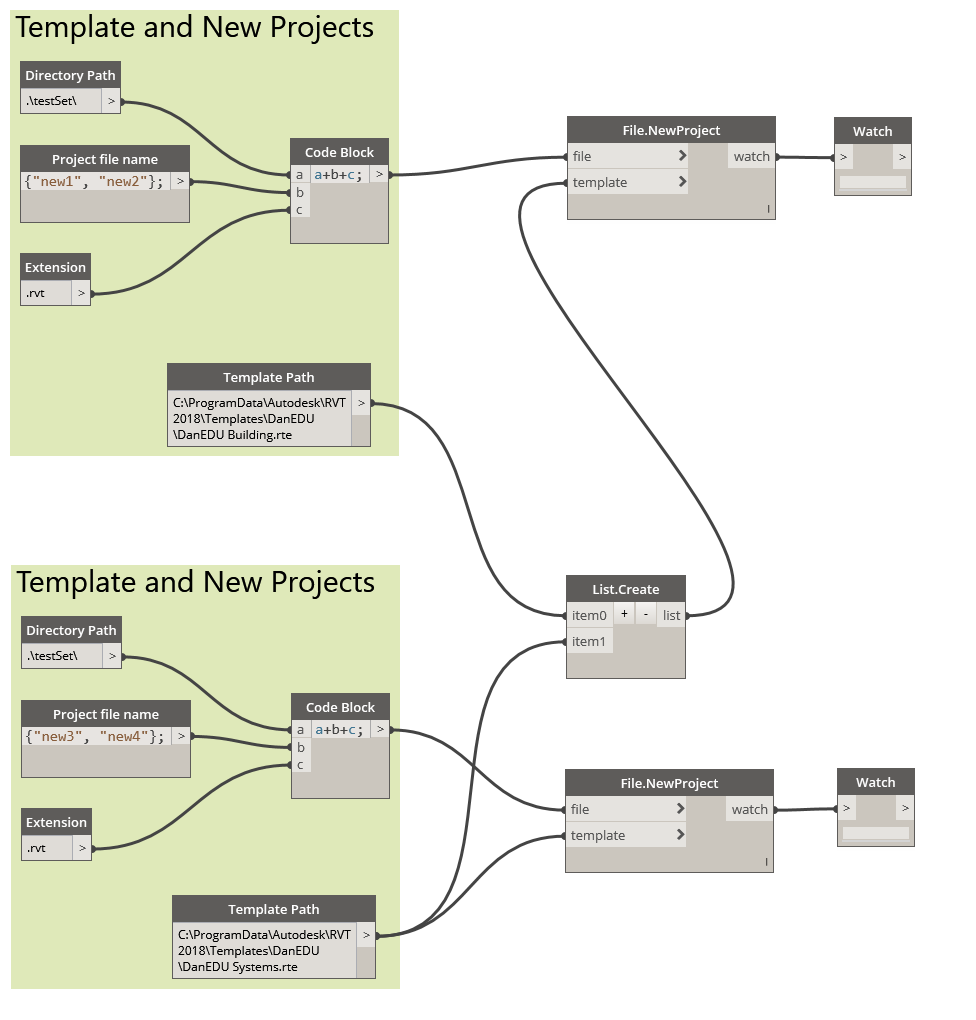 Template and New Projects
Directory Path
.\testSet\ >
Project file name
{"new1", "new2"}; >
Extension
.rvt >
Code Block
a a+b+c; >
b
c
Template Path
C:\ProgramData\Autodesk\RVT >
2018\Templates\DanEDU
\DanEDU Building.rte
File.NewProject
file > watch
template >
l
Watch
> >
List.Create
item0 + - list
item1
Template and New Projects
Directory Path
.\testSet\ >
Project file name
{"new3", "new4"}; >
Extension
.rvt >
Code Block
a a+b+c; >
b
c
Template Path
C:\ProgramData\Autodesk\RVT >
2018\Templates\DanEDU
\DanEDU Systems.rte
File.NewProject
file > watch
template >
l
Watch
> >